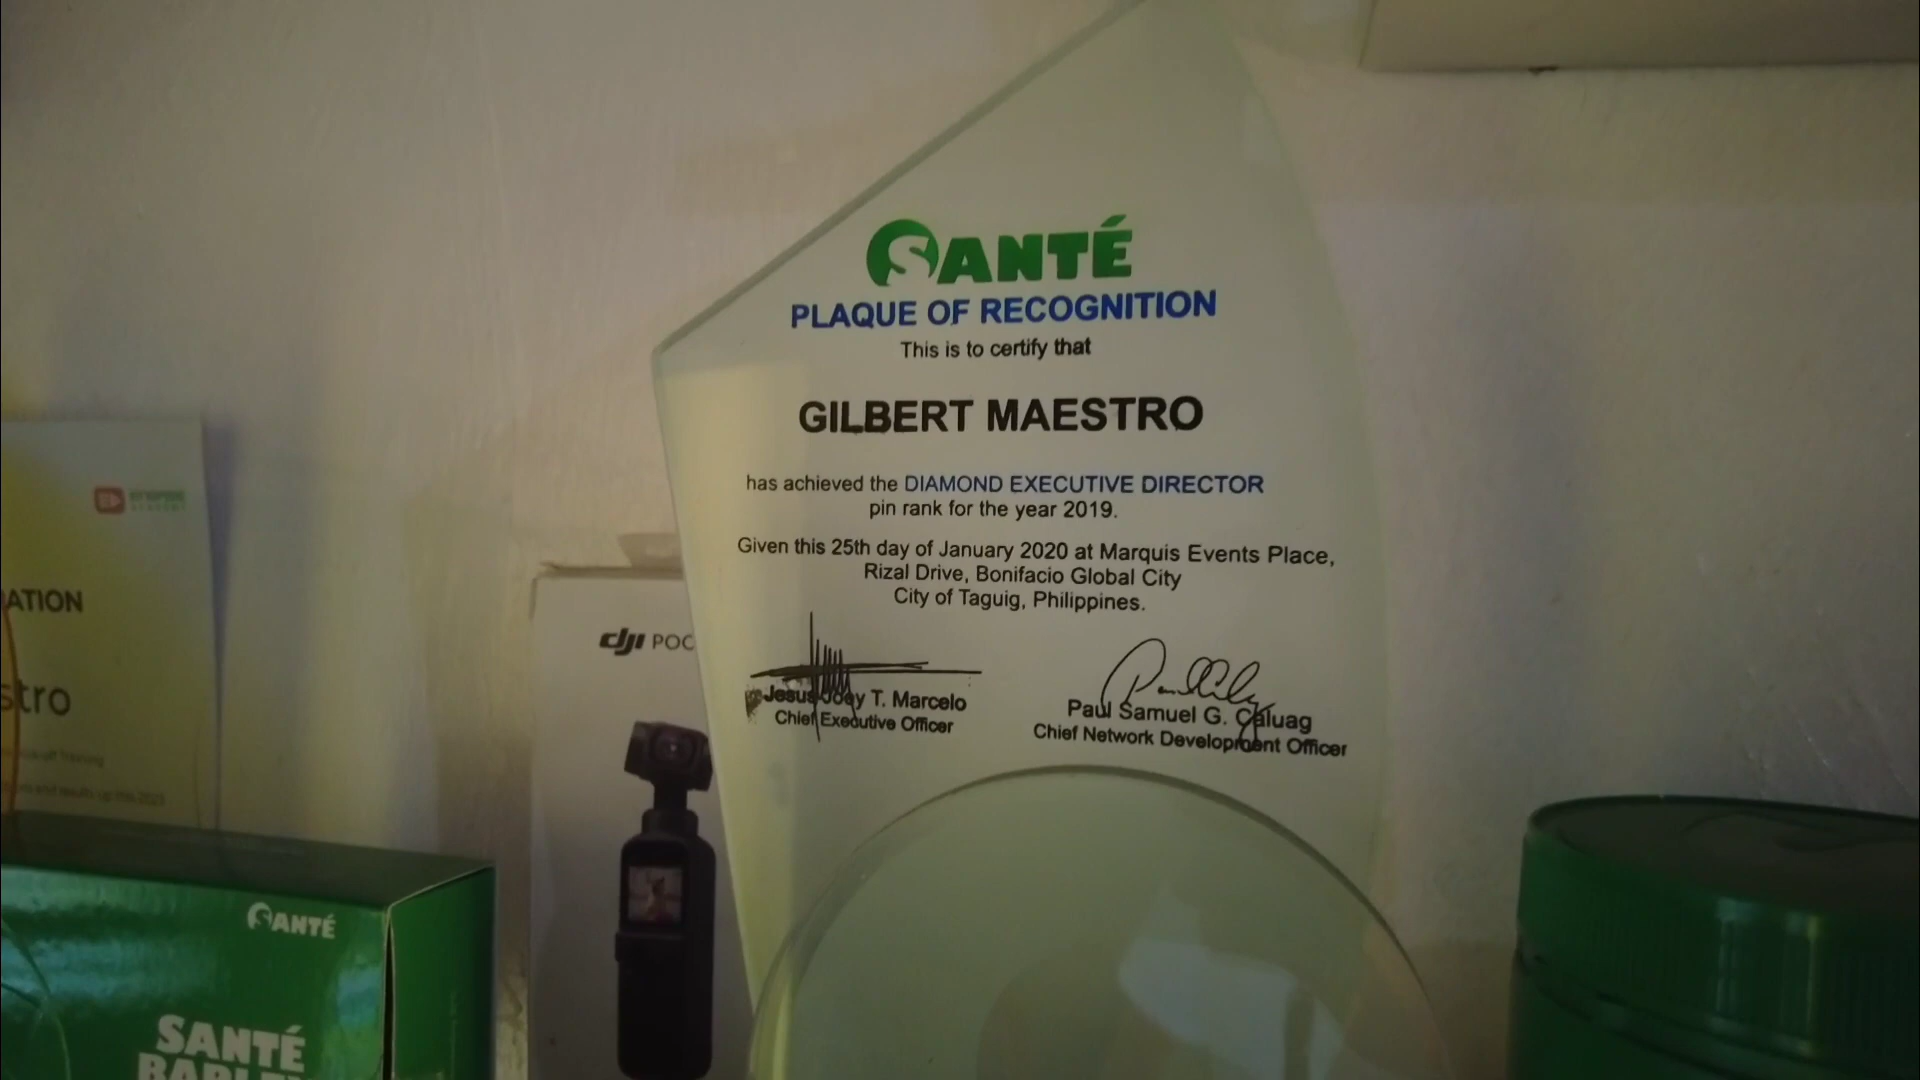 SANTÉ
PLAQUE OF RECOGNITION
This is to certify that
GILBERT MAESTRO
has achieved the DIAMOND EXECUTIVE DIRECTOR
pin rank for the year 2019.
Given this 25th day of January 2020 at Marquis Events Place,
Rizal Drive, Bonifacio Global City
City of Taguig, Philippines.
Jesus Joey T. Marcelo
Chief Executive Officer
Paul Samuel G. Caluag
Chief Network Development Officer
ATION
stro
dji POC
SANTÉ
SANTÉ